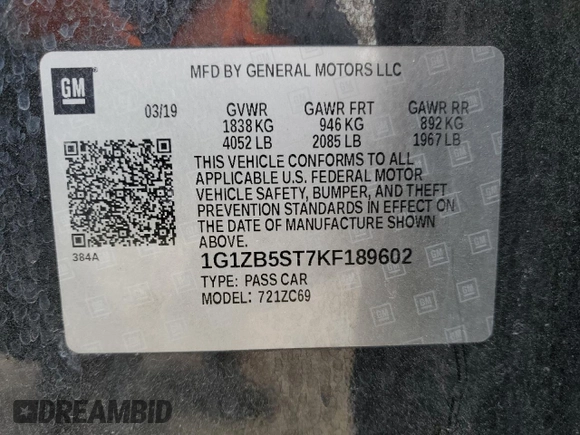 GM
MFD BY GENERAL MOTORS LLC
03/19 GVWR GAWR FRT GAWR RR
1838 KG 946 KG 892 KG
4052 LB 2085 LB 1967 LB
THIS VEHICLE CONFORMS TO ALL
APPLICABLE U.S. FEDERAL MOTOR
VEHICLE SAFETY, BUMPER, AND THEFT
PREVENTION STANDARDS IN EFFECT ON
THE DATE OF MANUFACTURE SHOWN
ABOVE.
384A
1G1ZB5ST7KF189602
TYPE: PASS CAR
MODEL: 721ZC69
DREAMBID